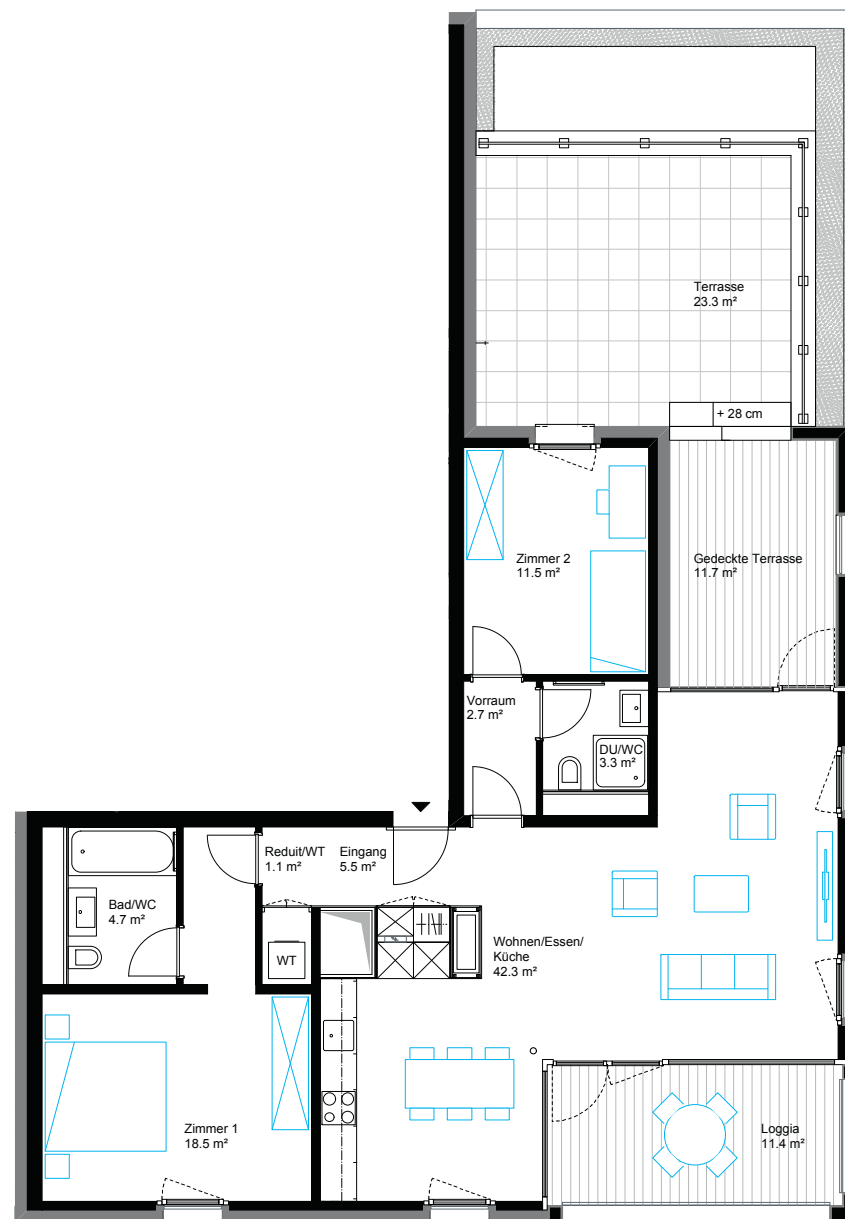 Terrasse
23.3 m²
+ 28 cm
Zimmer 2
11.5 m²
Gedeckte Terrasse
11.7 m²
Vorraum
2.7 m²
DU/WC
3.3 m²
Reduit/WT
1.1 m²
Eingang
5.5 m²
Bad/WC
4.7 m²
WT
Wohnen/Essen/
Küche
42.3 m²
Zimmer 1
18.5 m²
Loggia
11.4 m²